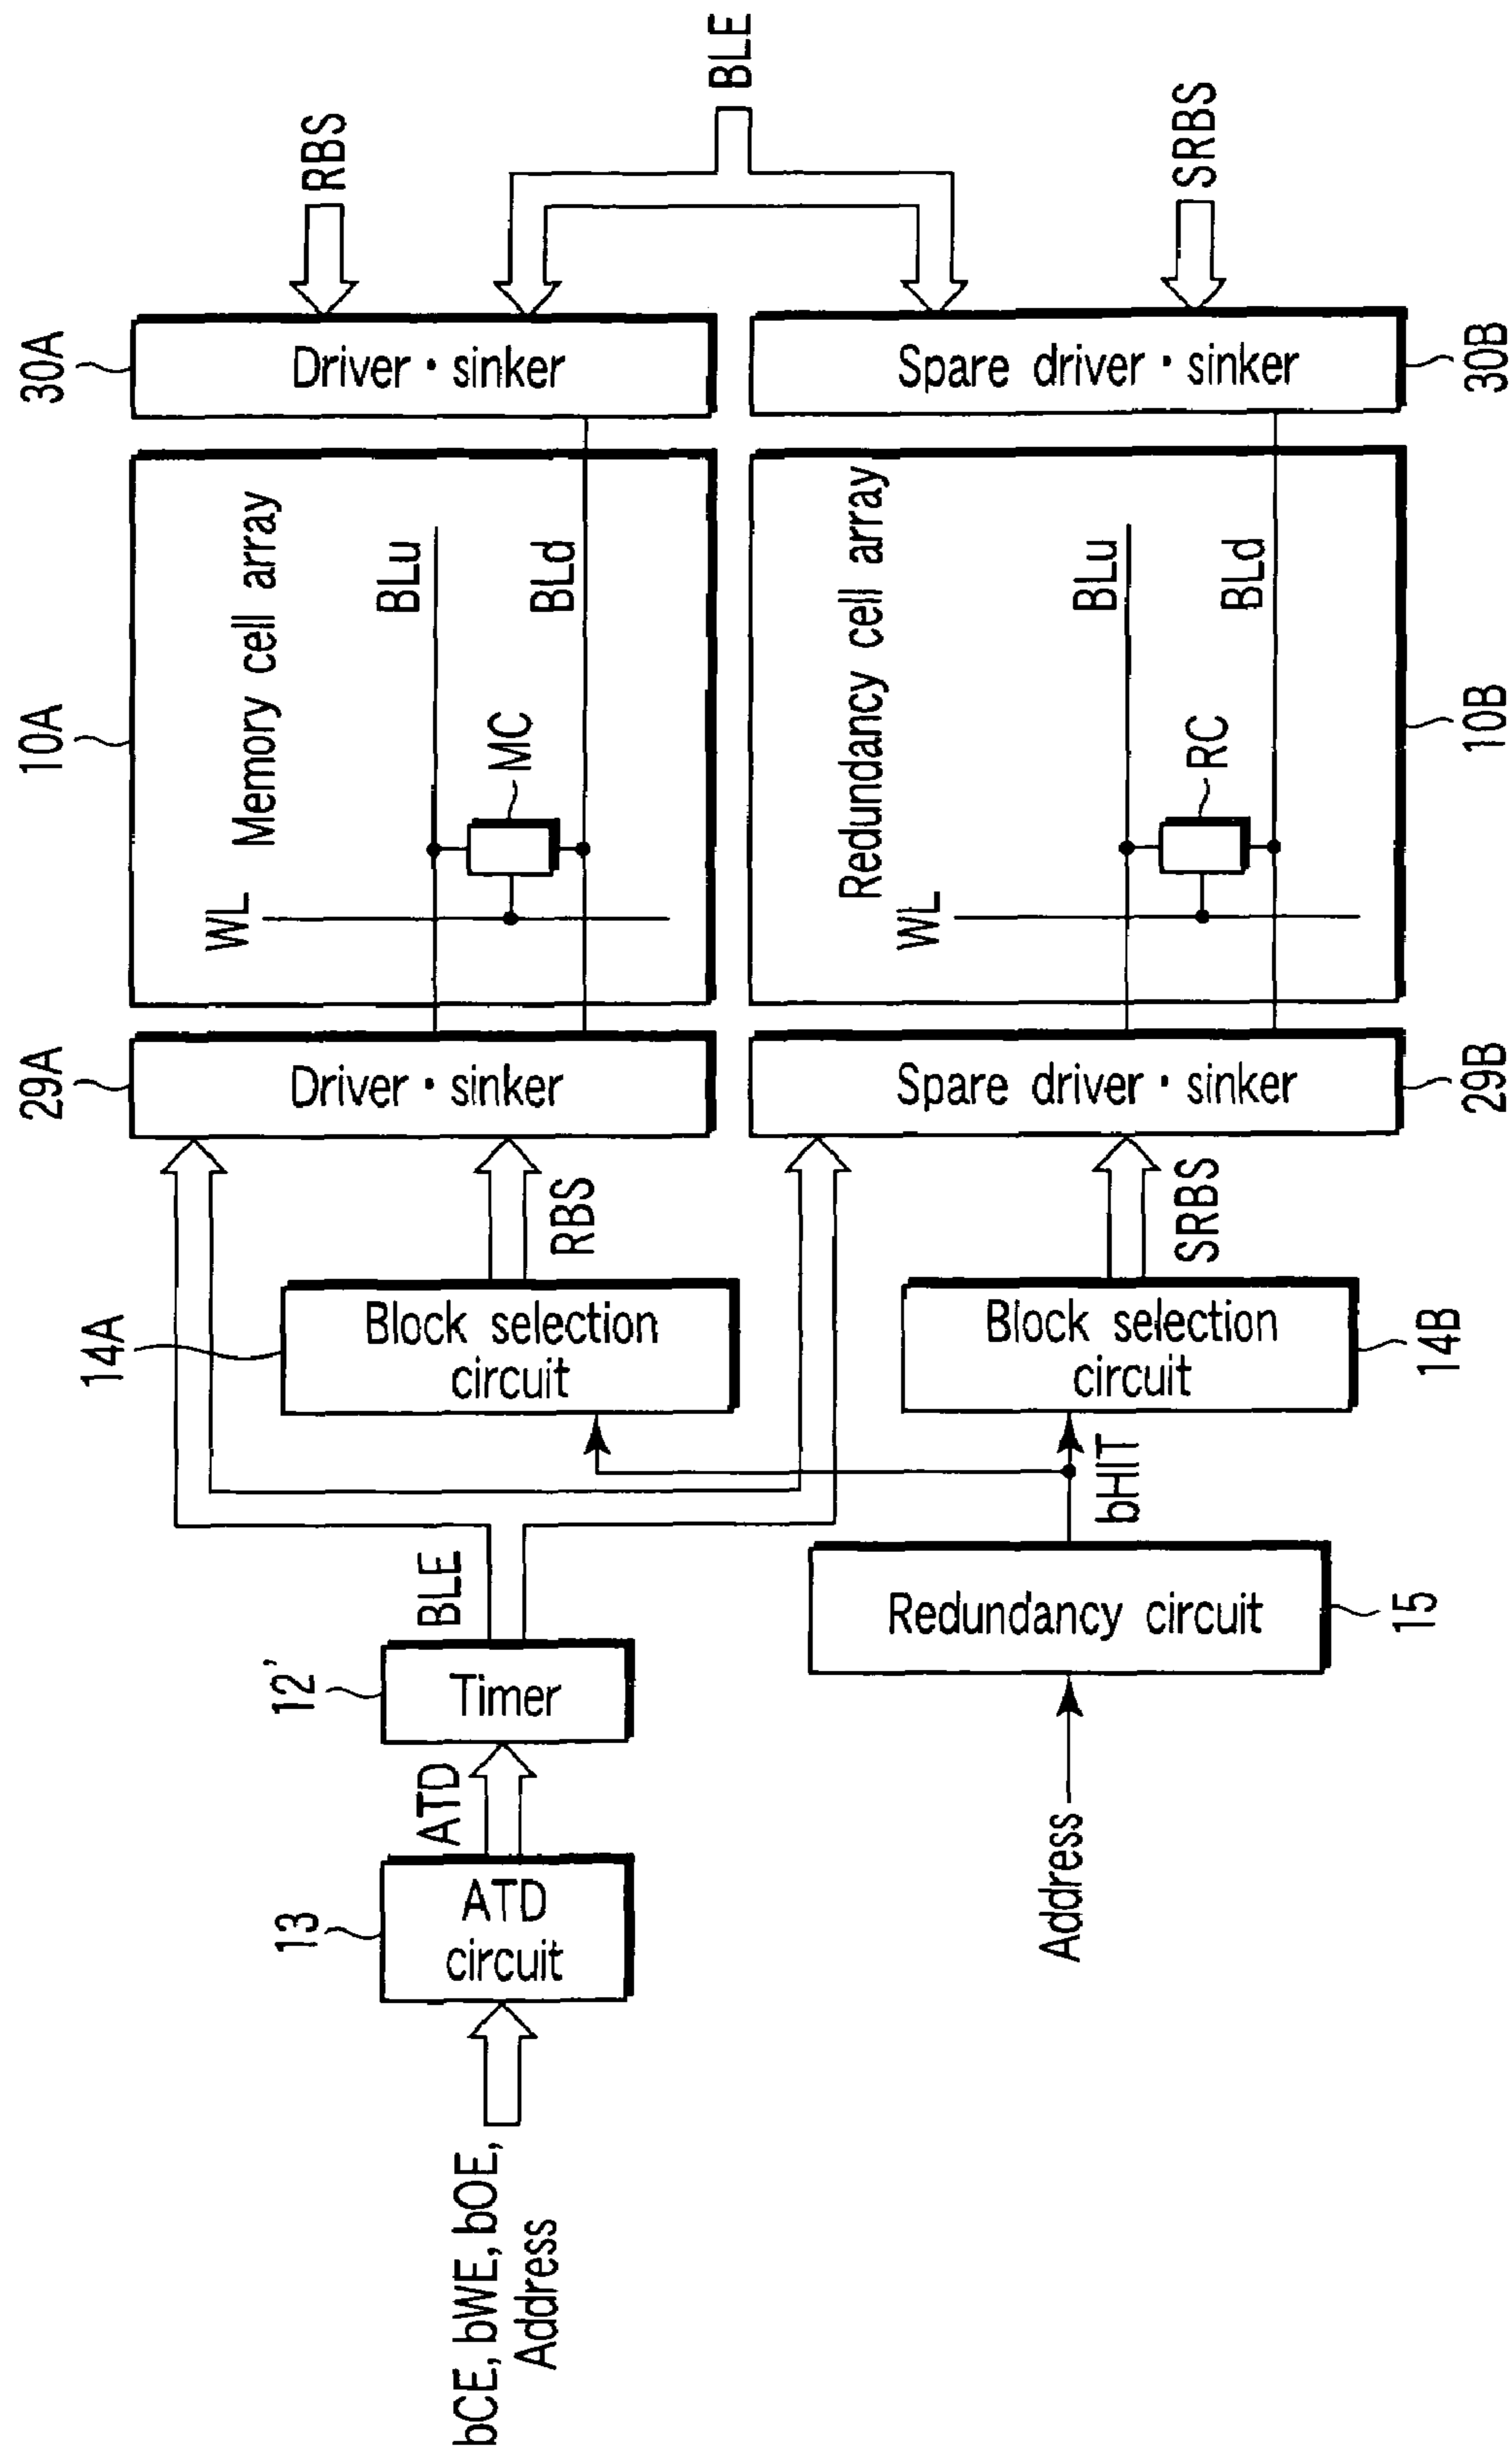 bCE, bWE, bOE,
Address
13
ATD
circuit
ATD
12'
Timer
BLE
14A
Block selection
circuit
RBS
29A
Driver・sinker
10A
Memory cell array
WL
MC
BLu
BLd
30A
Driver・sinker
RBS
BLE
Address
Redundancy circuit
15
bHIT
Block selection
circuit
14B
SRBS
Spare driver・sinker
29B
Redundancy cell array
WL
RC
BLu
BLd
10B
Spare driver・sinker
30B
SRBS